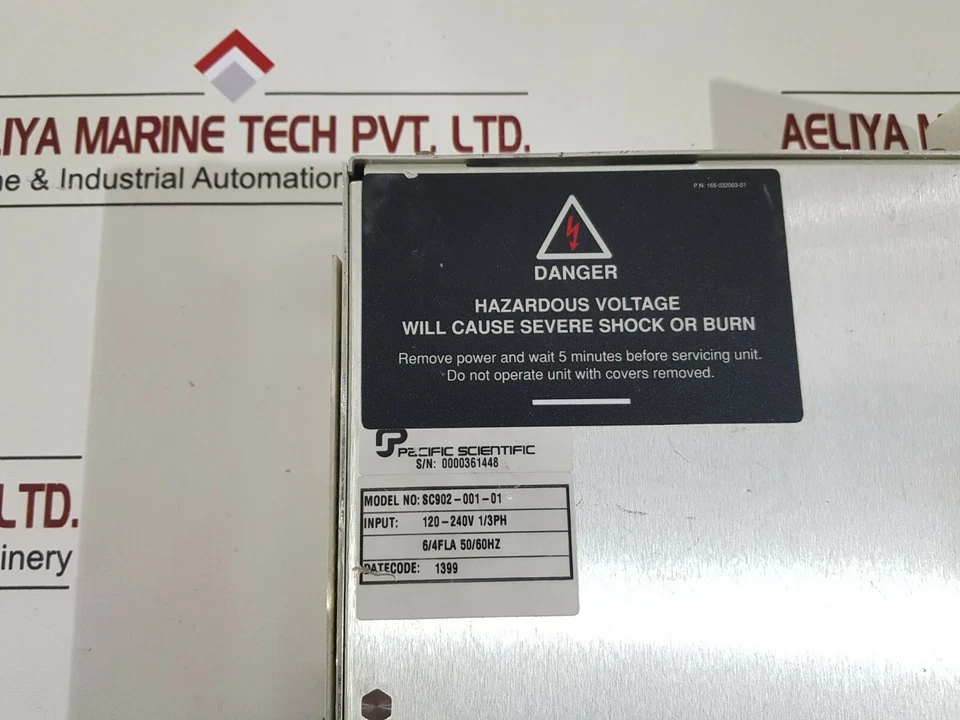 LIYA MARINE TECH PVT. LTD.
ne & Industrial Automation
AELIYA M
LTD.
inery
P.N: 165-032003-01
DANGER
HAZARDOUS VOLTAGE
WILL CAUSE SEVERE SHOCK OR BURN
Remove power and wait 5 minutes before servicing unit.
Do not operate unit with covers removed.
PACIFIC SCIENTIFIC
S/N: 0000361448
MODEL NO: SC902-001-01
INPUT: 120-240V 1/3PH
6/4FLA 50/60HZ
DATECODE: 1399